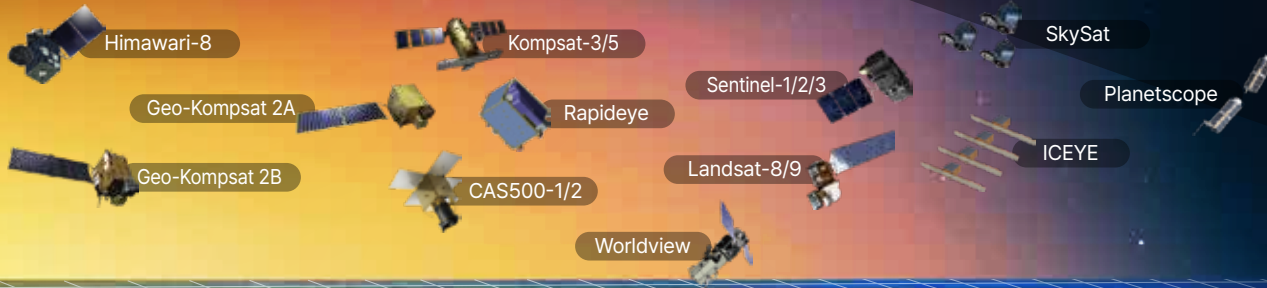 Himawari-8
Kompsat-3/5
SkySat
Sentinel-1/2/3
Planetscope
Geo-Kompsat 2A
Rapideye
ICEYE
Landsat-8/9
Geo-Kompsat 2B
CAS500-1/2
Worldview